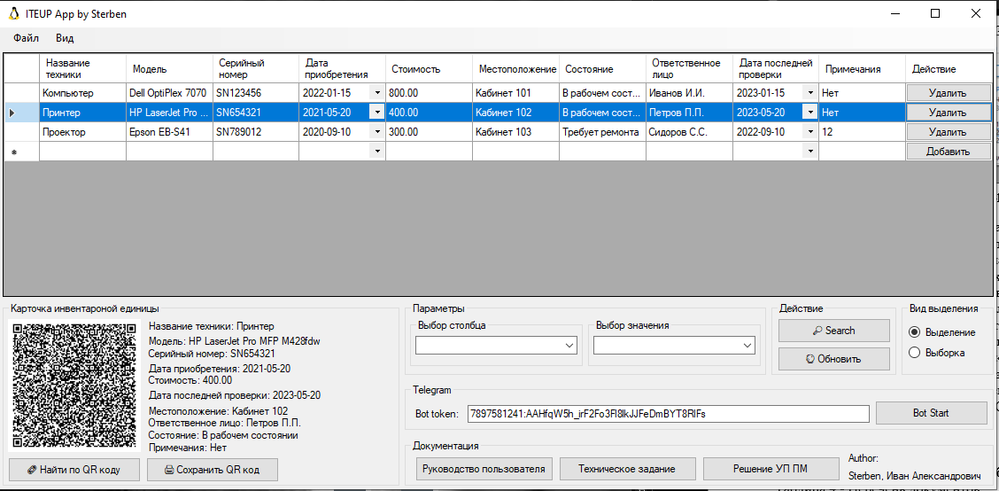 ITEUP App by Sterben
Файл Вид
Название техники Модель Серийный номер Дата приобретения Стоимость Местоположение Состояние Ответственное лицо Дата последней проверки Примечания Действие
Компьютер Dell OptiPlex 7070 SN123456 2022-01-15 800.00 Кабинет 101 В рабочем сост... Иванов И.И. 2023-01-15 Нет Удалить
Принтер HP LaserJet Pro ... SN654321 2021-05-20 400.00 Кабинет 102 В рабочем сост... Петров П.П. 2023-05-20 Нет Удалить
Проектор Epson EB-S41 SN789012 2020-09-10 300.00 Кабинет 103 Требует ремонта Сидоров С.С. 2022-09-10 12 Удалить
Добавить
Карточка инвентароной единицы
Название техники: Принтер
Модель: HP LaserJet Pro MFP M428fdw
Серийный номер: SN654321
Дата приобретения: 2021-05-20
Стоимость: 400.00
Дата последней проверки: 2023-05-20
Местоположение: Кабинет 102
Ответственное лицо: Петров П.П.
Состояние: В рабочем состоянии
Примечания: Нет
Найти по QR коду Сохранить QR код
Параметры
Выбор столбца Выбор значения
Действие
Search
Обновить
Вид выделения
Выделение
Выборка
Telegram
Bot token: 7897581241:AAHfqW5h_irF2Fo3Fl8lkJJFeDmBYT8RlFs Bot Start
Документация
Руководство пользователя Техническое задание Решение УП ПМ
Author:
Sterben, Иван Александрович